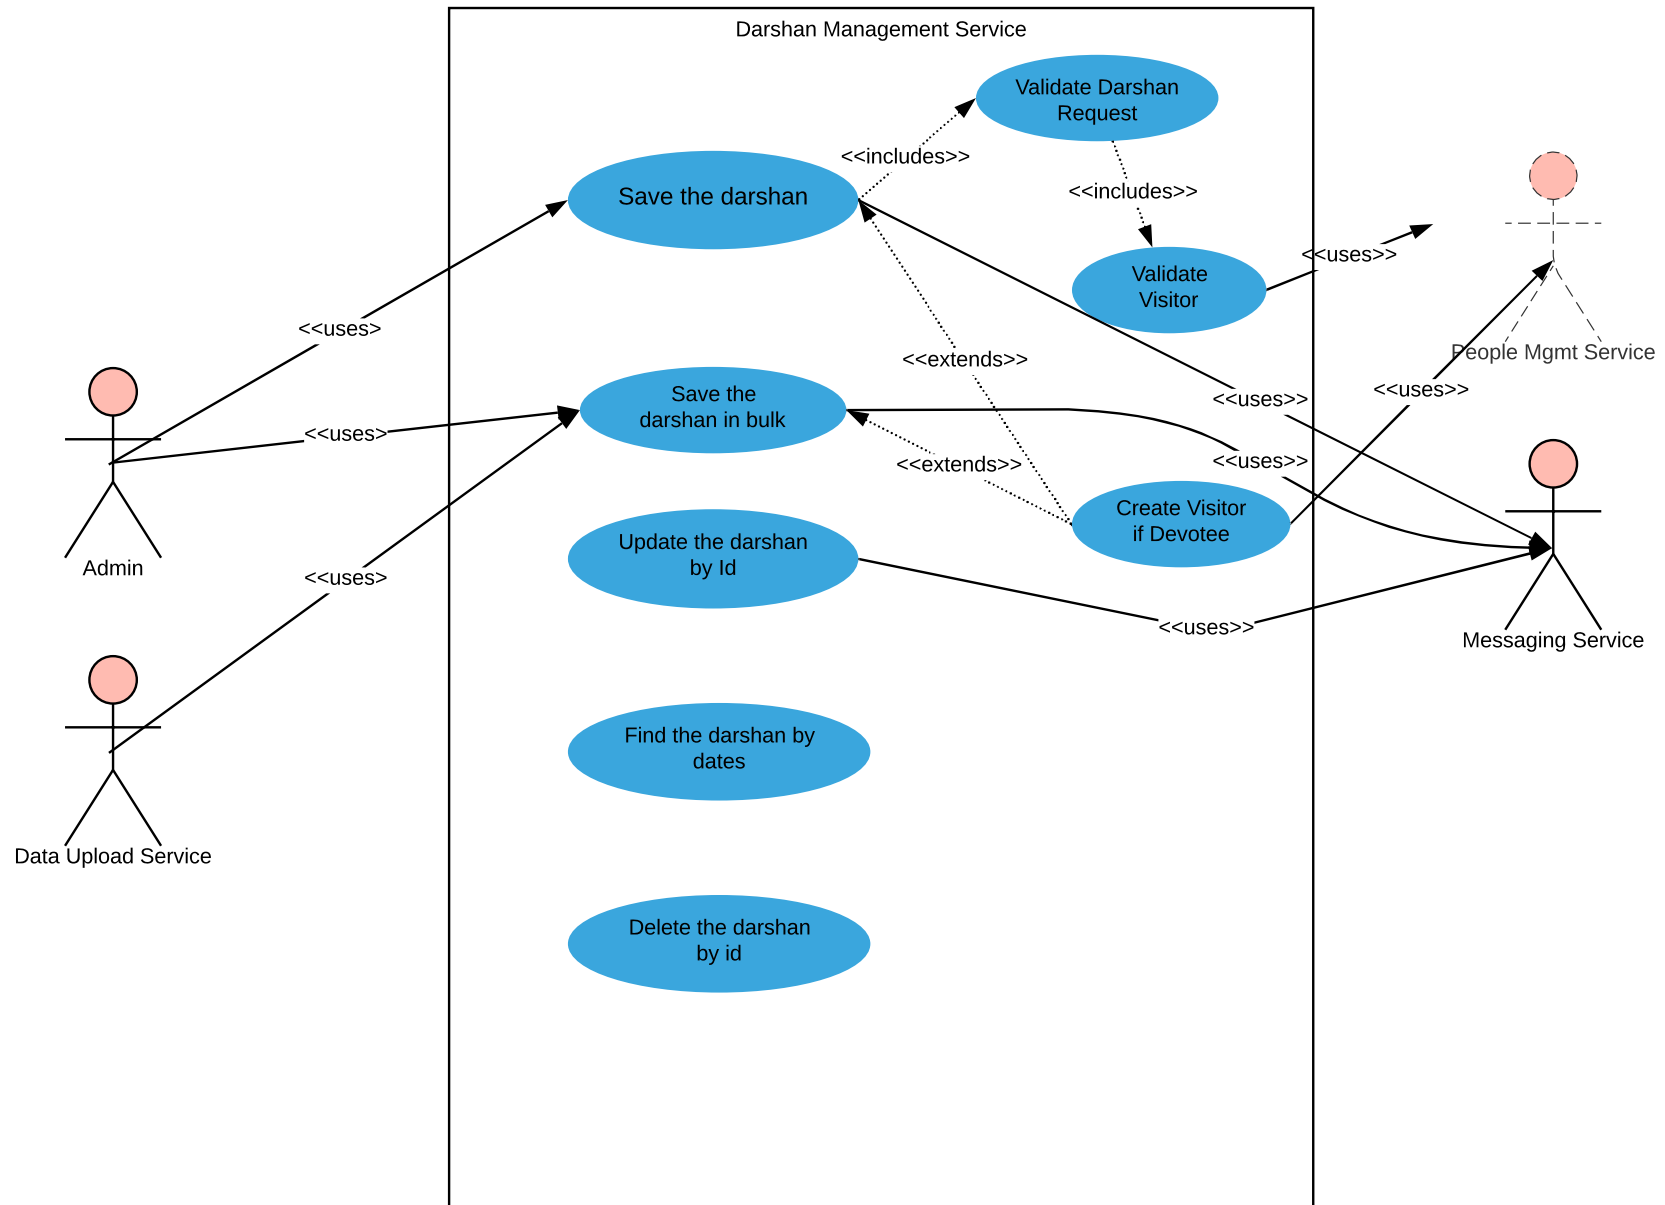 Darshan Management Service
Validate Darshan
Request
<<includes>>
<<includes>>
Save the darshan
Validate
Visitor
<<uses>>
<<uses>
People Mgmt Service
<<extends>>
<<uses>>
<<uses>>
Save the
darshan in bulk
<<uses>
<<extends>>
<<uses>>
Create Visitor
if Devotee
Update the darshan
by Id
Admin
<<uses>
<<uses>>
Messaging Service
Find the darshan by
dates
Data Upload Service
Delete the darshan
by id